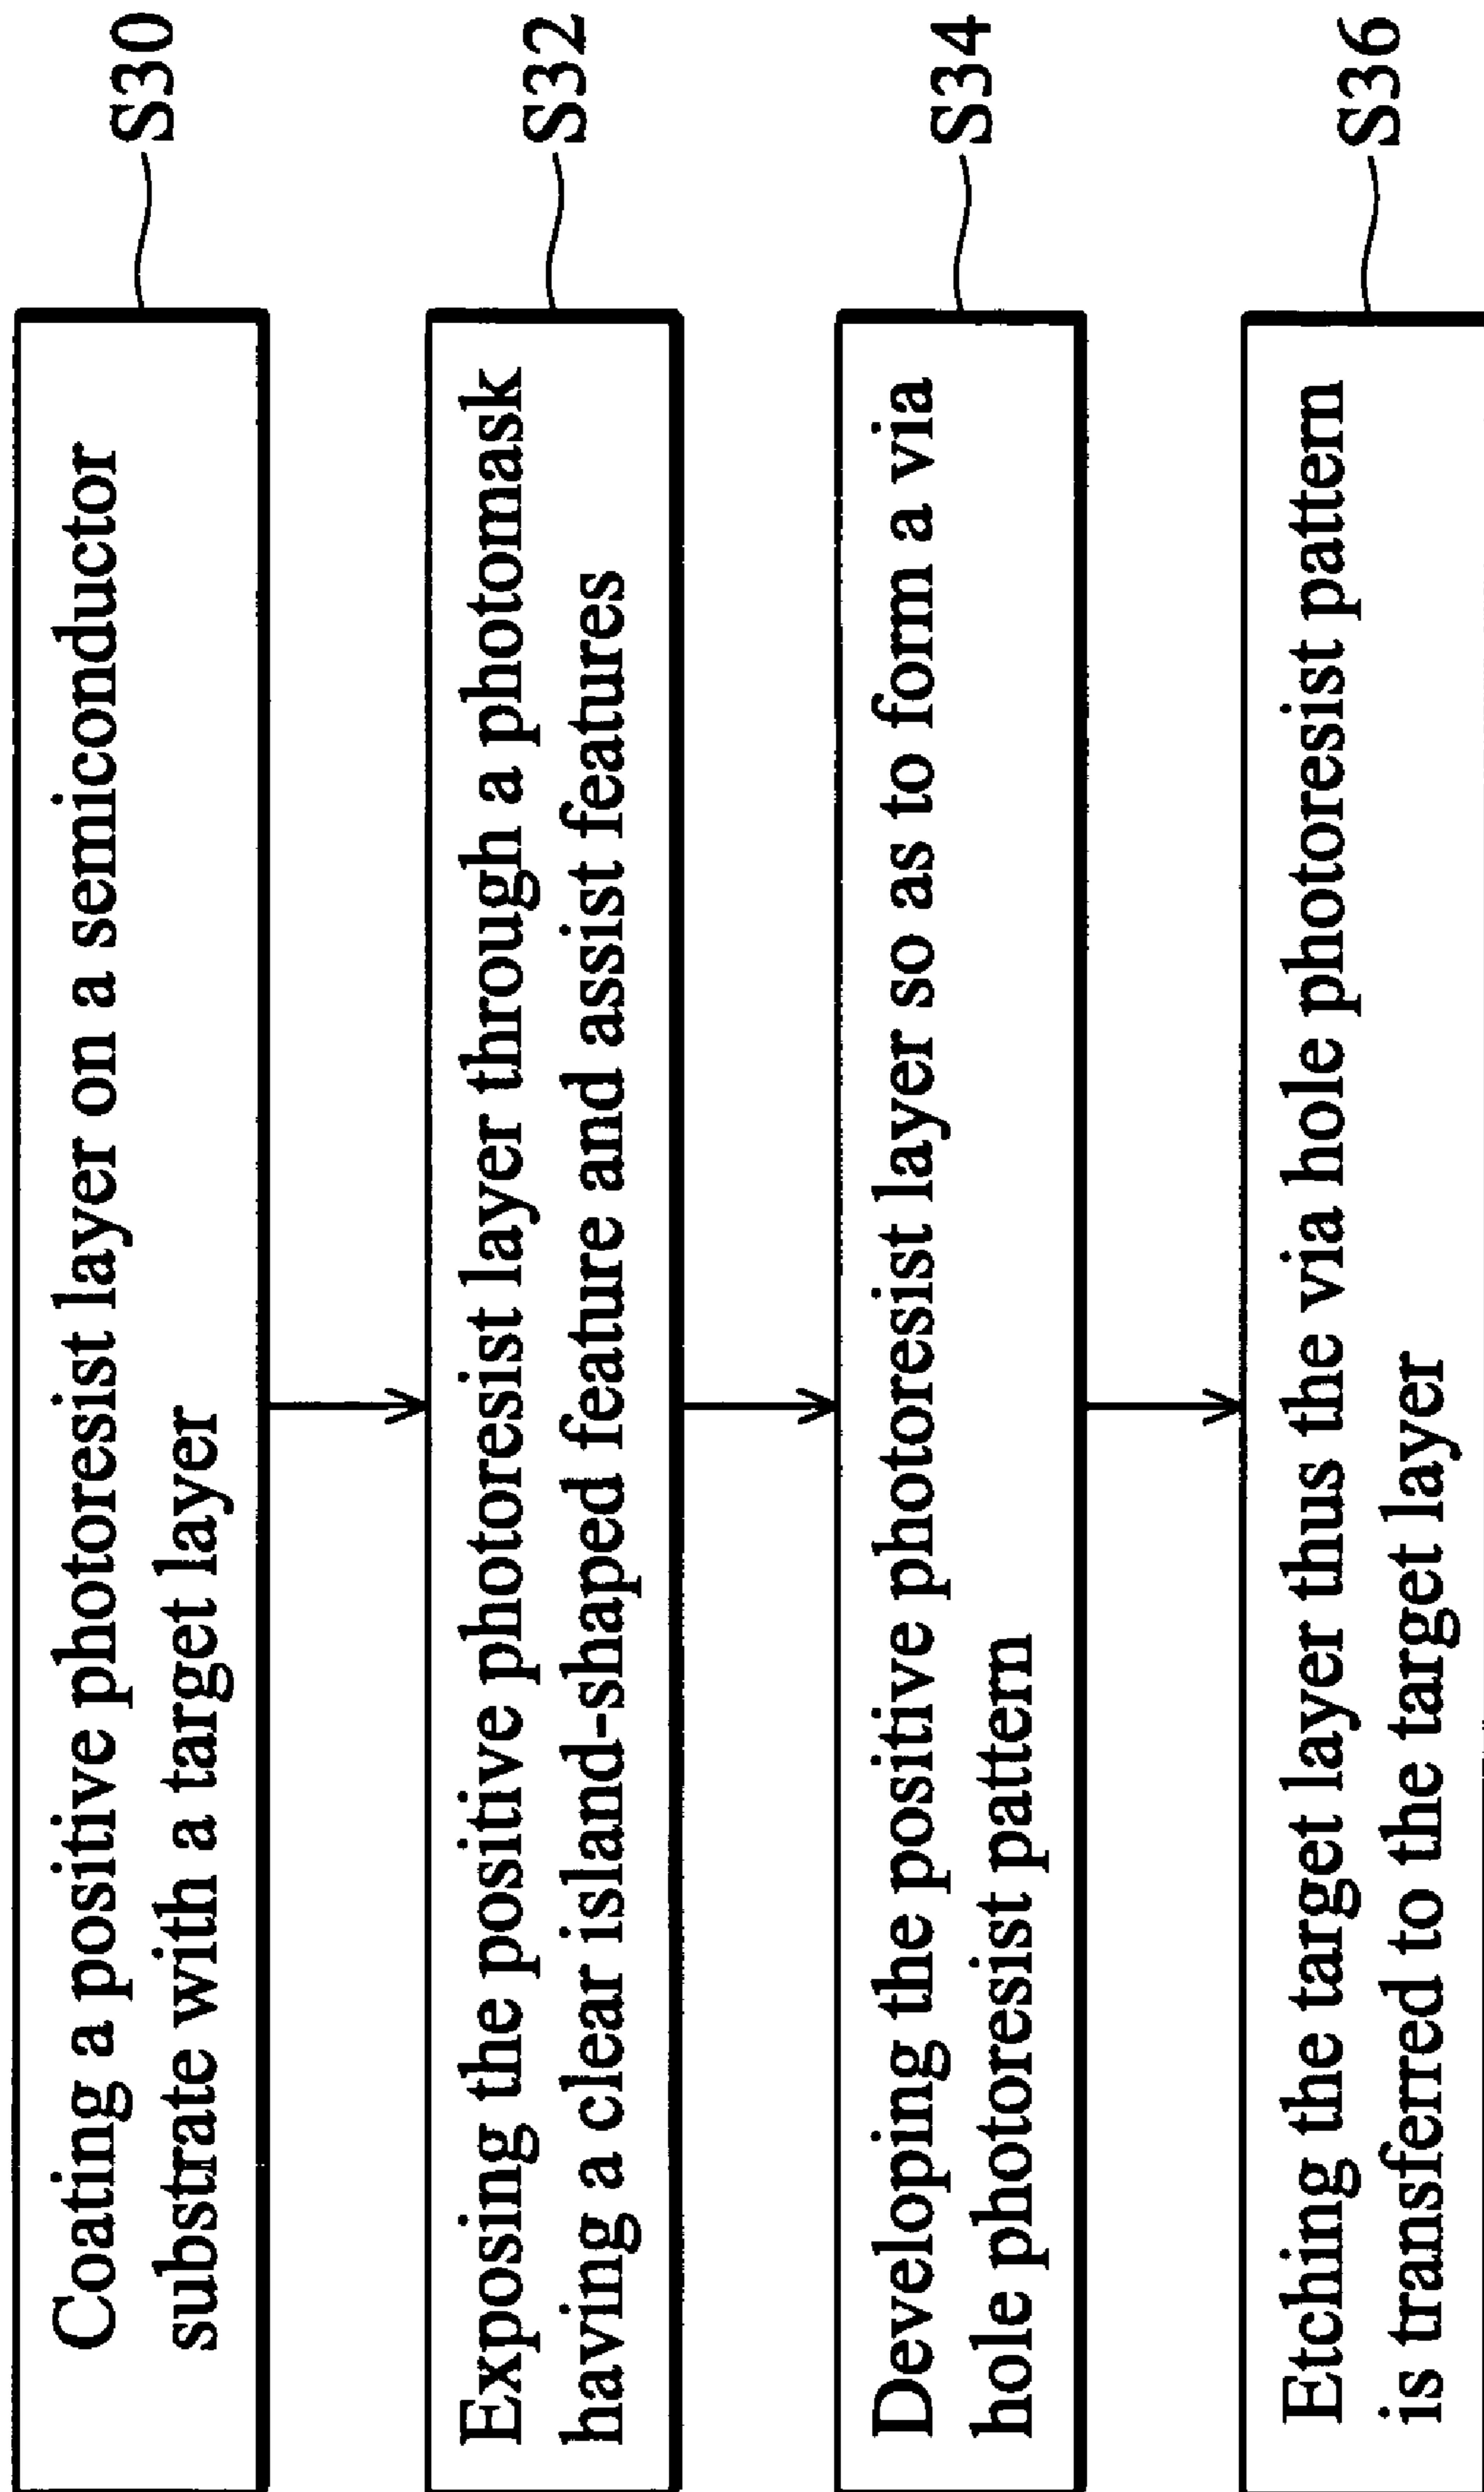 Coating a positive photoresist layer on a semiconductor
substrate with a target layer
S30
Exposing the positive photoresist layer through a photomask
having a clear island-shaped feature and assist features
S32
Developing the positive photoresist layer so as to form a via
hole photoresist pattern
S34
Etching the target layer thus the via hole photoresist pattern
is transferred to the target layer
S36